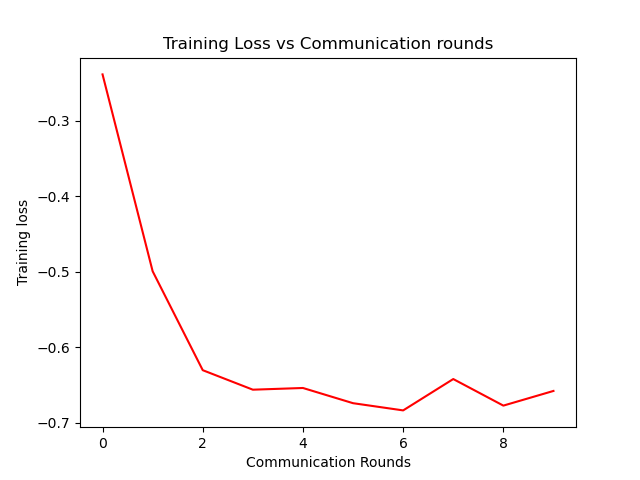 Training Loss vs Communication rounds
−0.3
−0.4
−0.5
−0.6
−0.7
Training loss
0 2 4 6 8
Communication Rounds